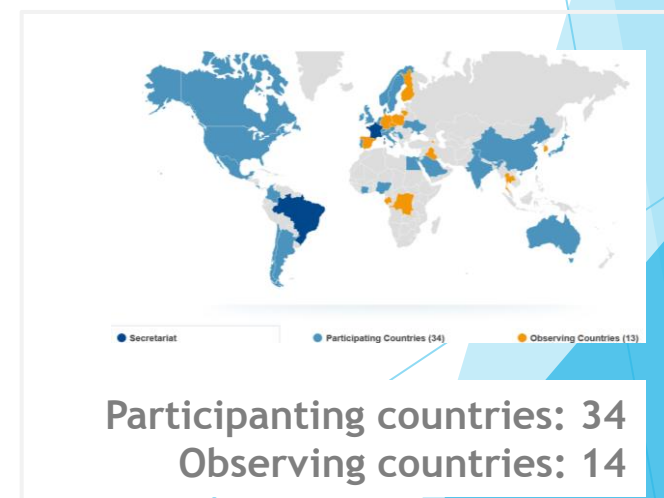 Secretariat Participating Countries (34) Observing Countries (13)
Participanting countries: 34
Observing countries: 14